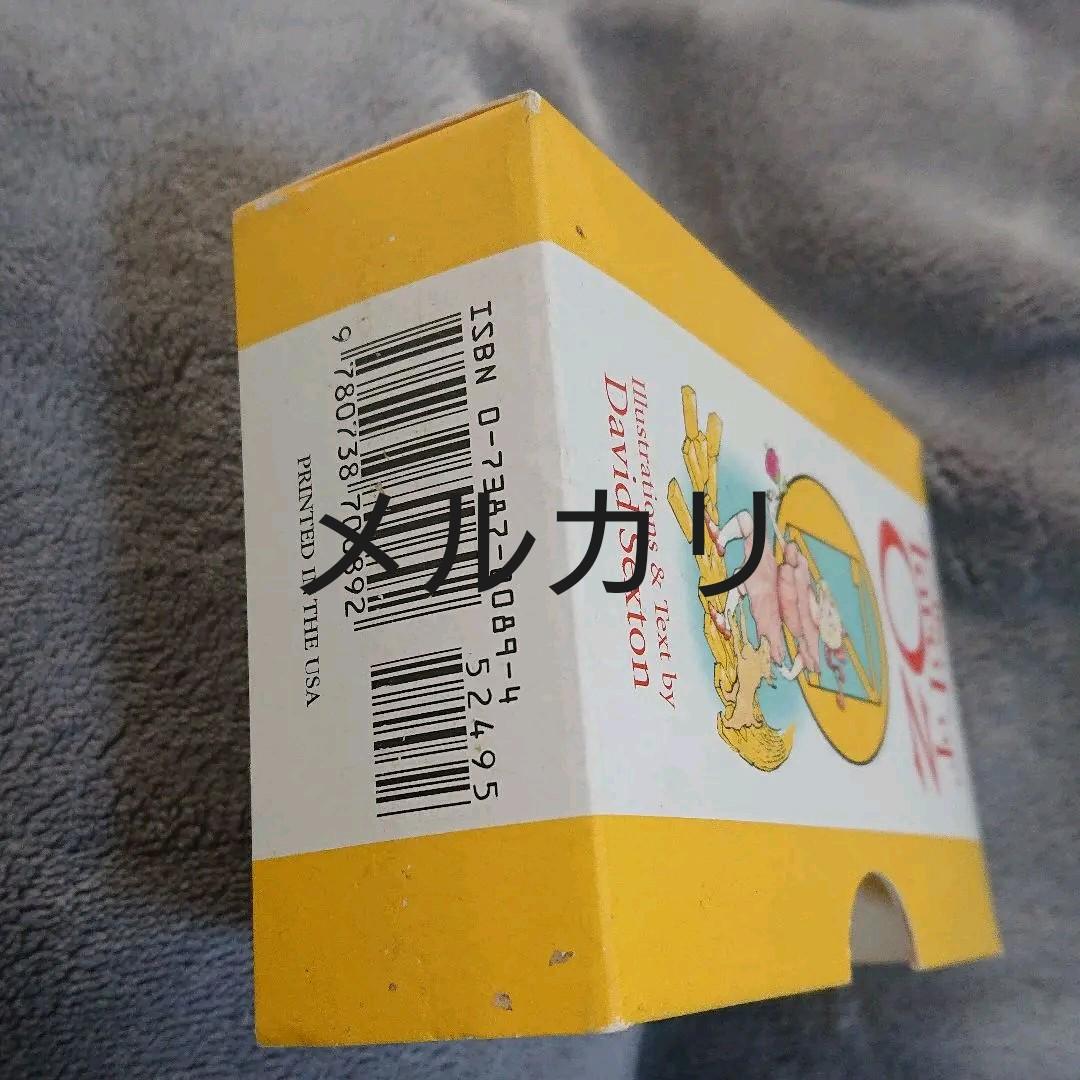 Oz
Illustrations & Text by
David Sexton
ISBN 0-7387-0089-4
52495
9 780738 700892
PRINTED IN THE USA
メルカリ